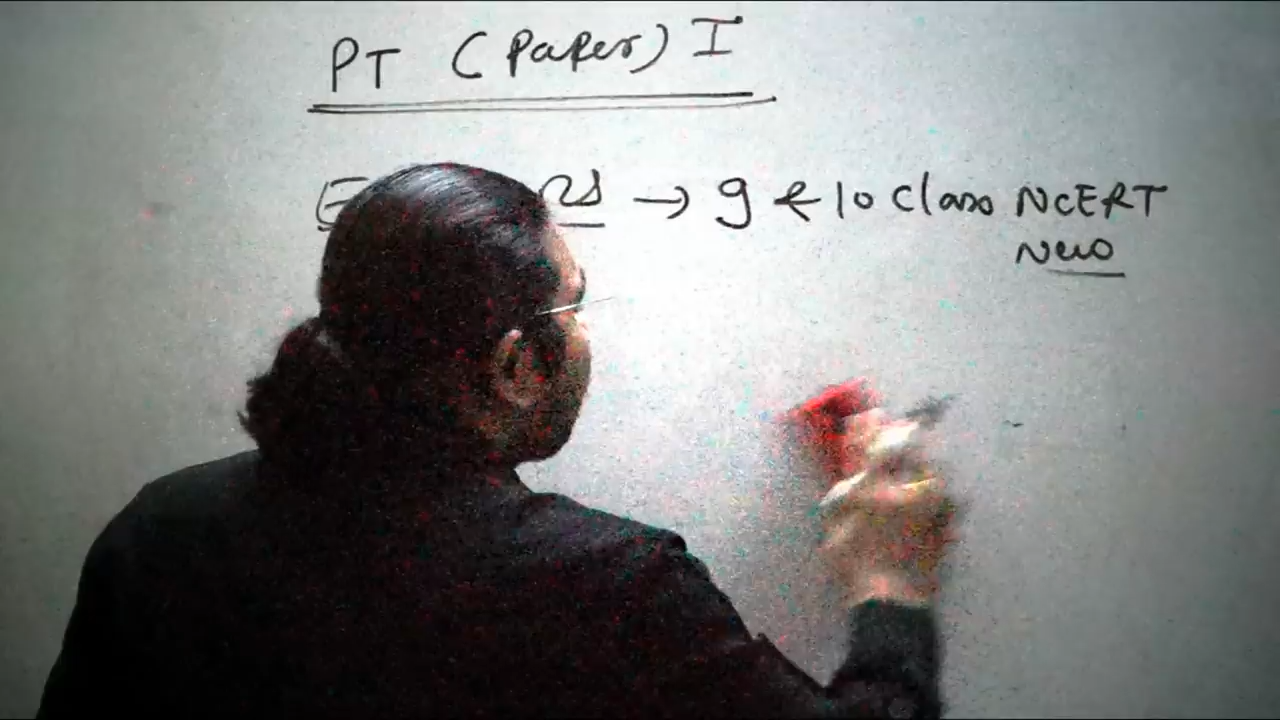 PT (Paper) I
→ 9 ← 10 Class NCERT
New